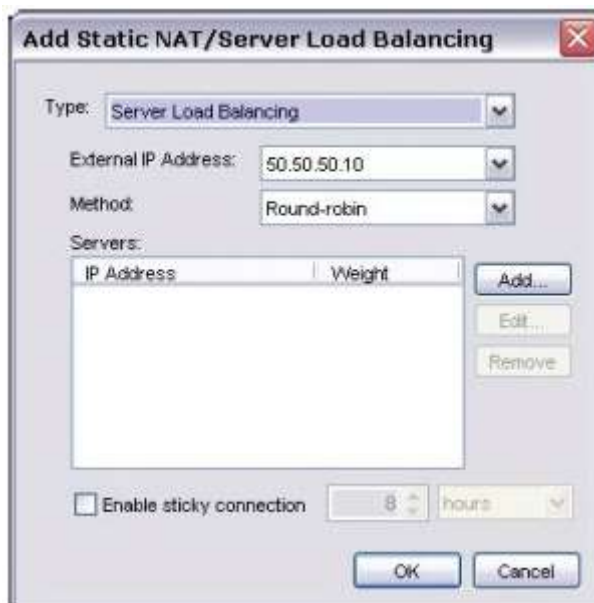 Add Static NAT/Server Load Balancing
Type: Server Load Balancing
External IP Address: 50.50.50.10
Method: Round-robin
Servers:
IP Address Weight
Add...
Edit...
Remove
Enable sticky connection 8 hours
OK Cancel